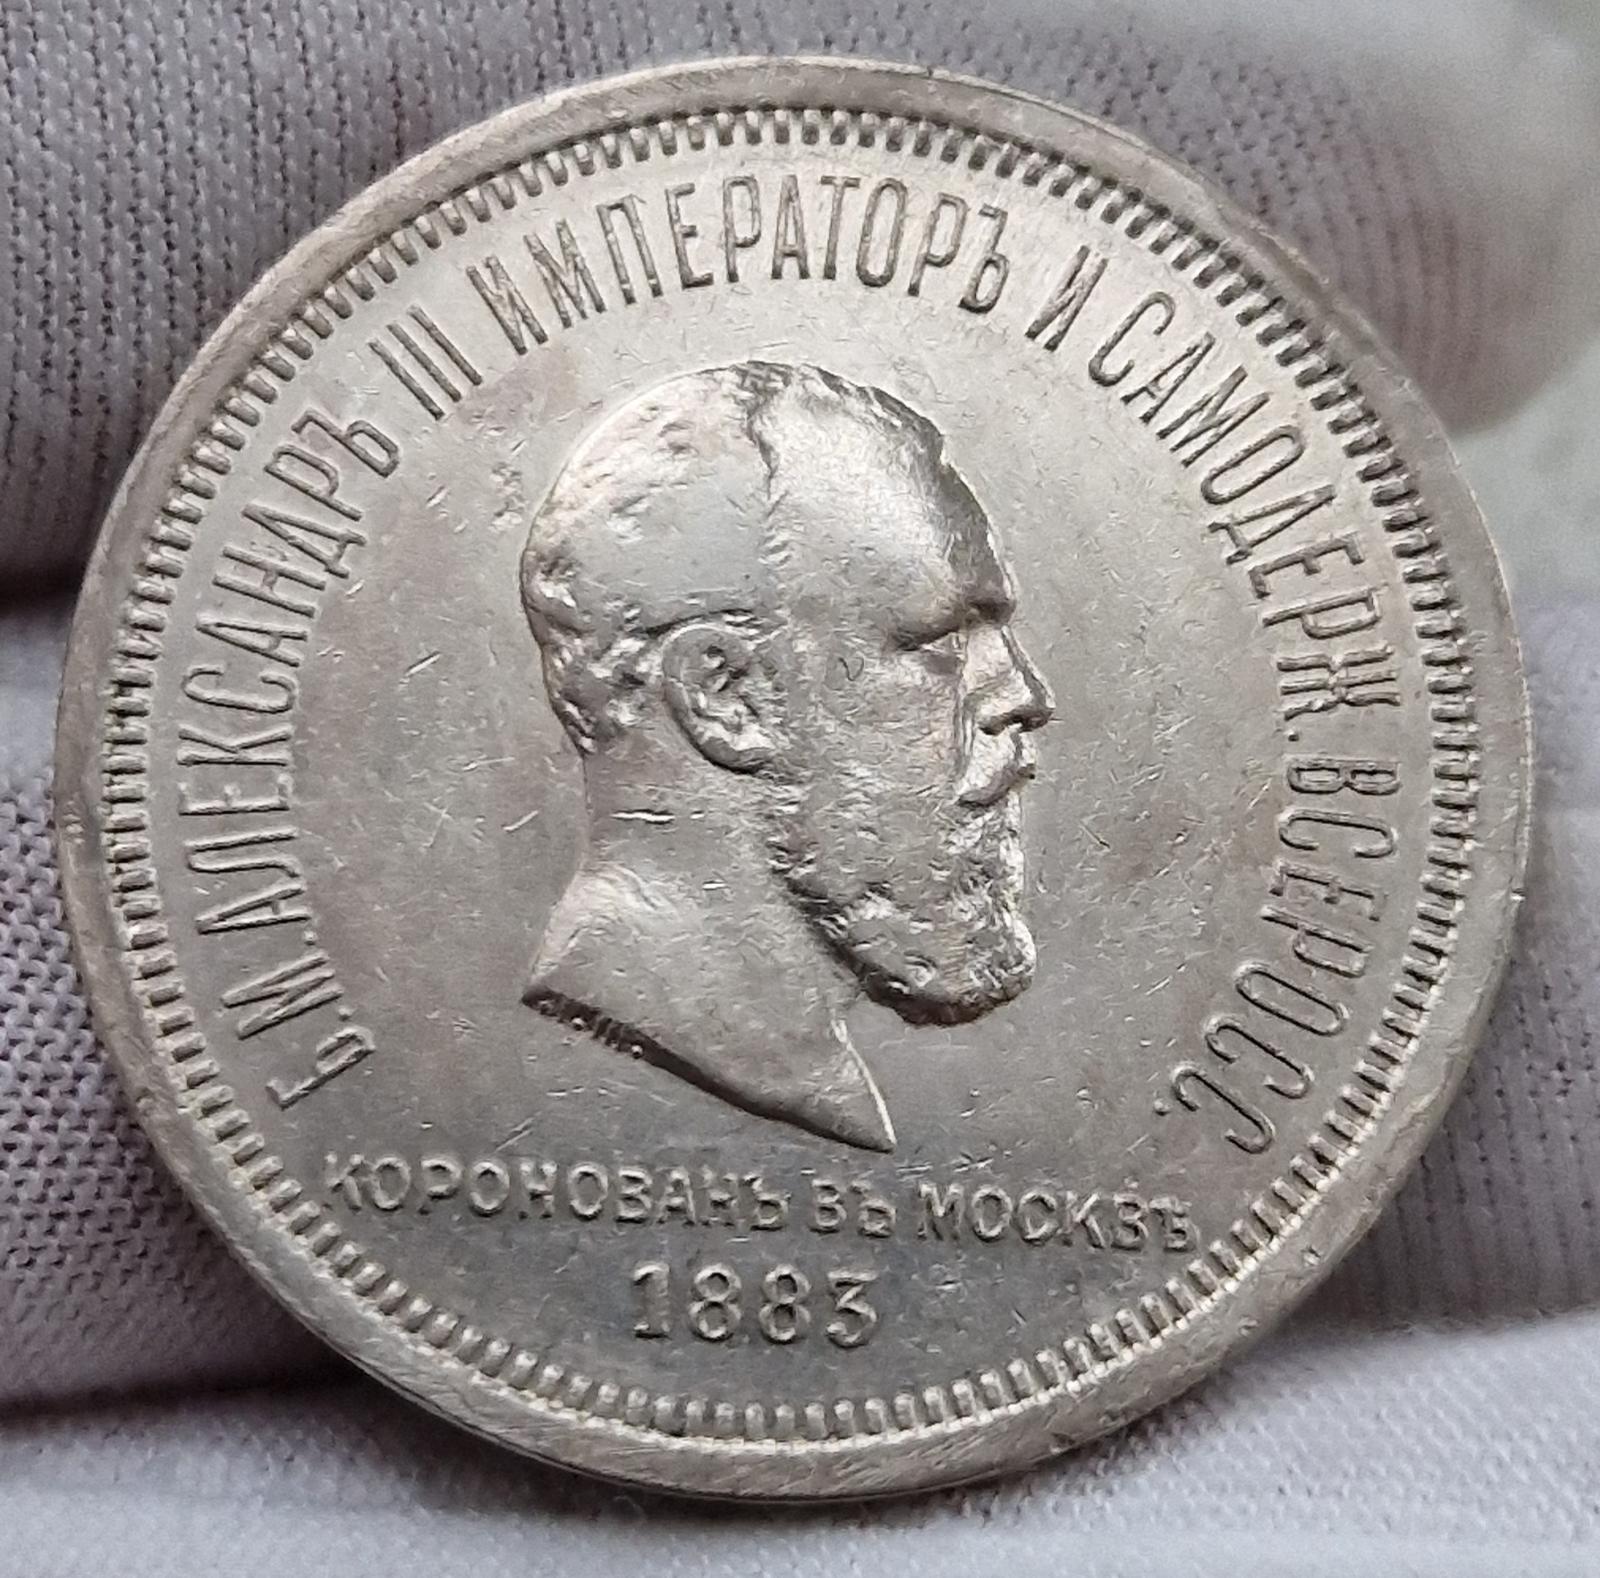 Б.М.АЛЕКСАНДРЪ III ИМПЕРАТОРЪ И САМОДЕРЖ. ВСЕРОСС.
КОРОНОВАНЪ ВЪ МОСКВѢ
1883